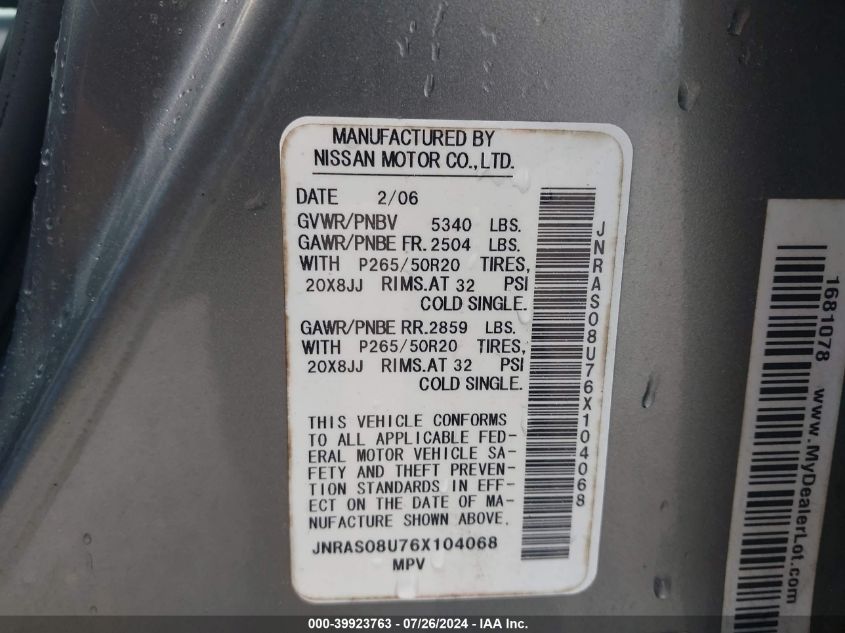 MANUFACTURED BY
NISSAN MOTOR CO., LTD.
DATE 2/06
GVWR/PNBV 5340 LBS.
GAWR/PNBE FR. 2504 LBS.
WITH P265/50R20 TIRES,
20X8JJ RIMS.AT 32 PSI
COLD SINGLE.
GAWR/PNBE RR. 2859 LBS.
WITH P265/50R20 TIRES,
20X8JJ RIMS.AT 32 PSI
COLD SINGLE.
THIS VEHICLE CONFORMS
TO ALL APPLICABLE FED-
ERAL MOTOR VEHICLE SA-
FETY AND THEFT PREVEN-
TION STANDARDS IN EFF-
ECT ON THE DATE OF MA-
NUFACTURE SHOWN ABOVE.
JNRAS08U76X104068
MPV
JNRAS08U76X104068
1681078 www.MyDealerLot.com
000-39923763 - 07/26/2024 - IAA Inc.